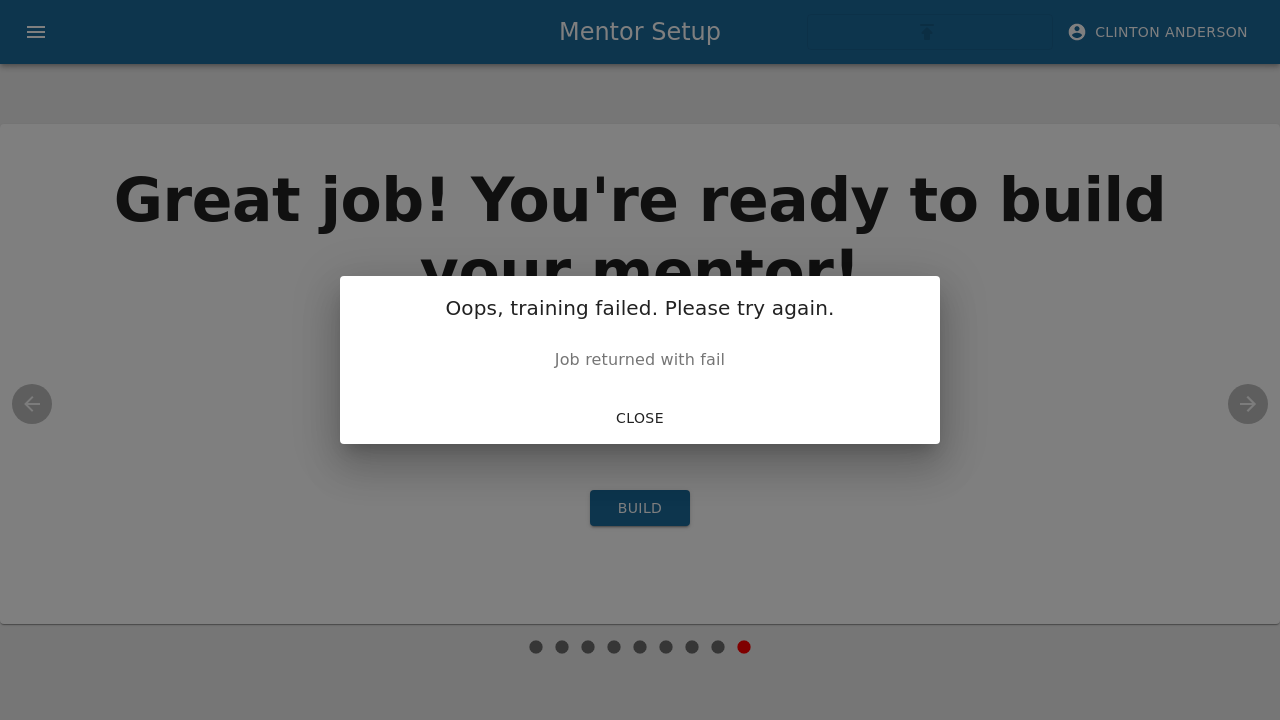 Mentor Setup
CLINTON ANDERSON
Great job! You're ready to build
your mentor!
Oops, training failed. Please try again.
Job returned with fail
CLOSE
BUILD